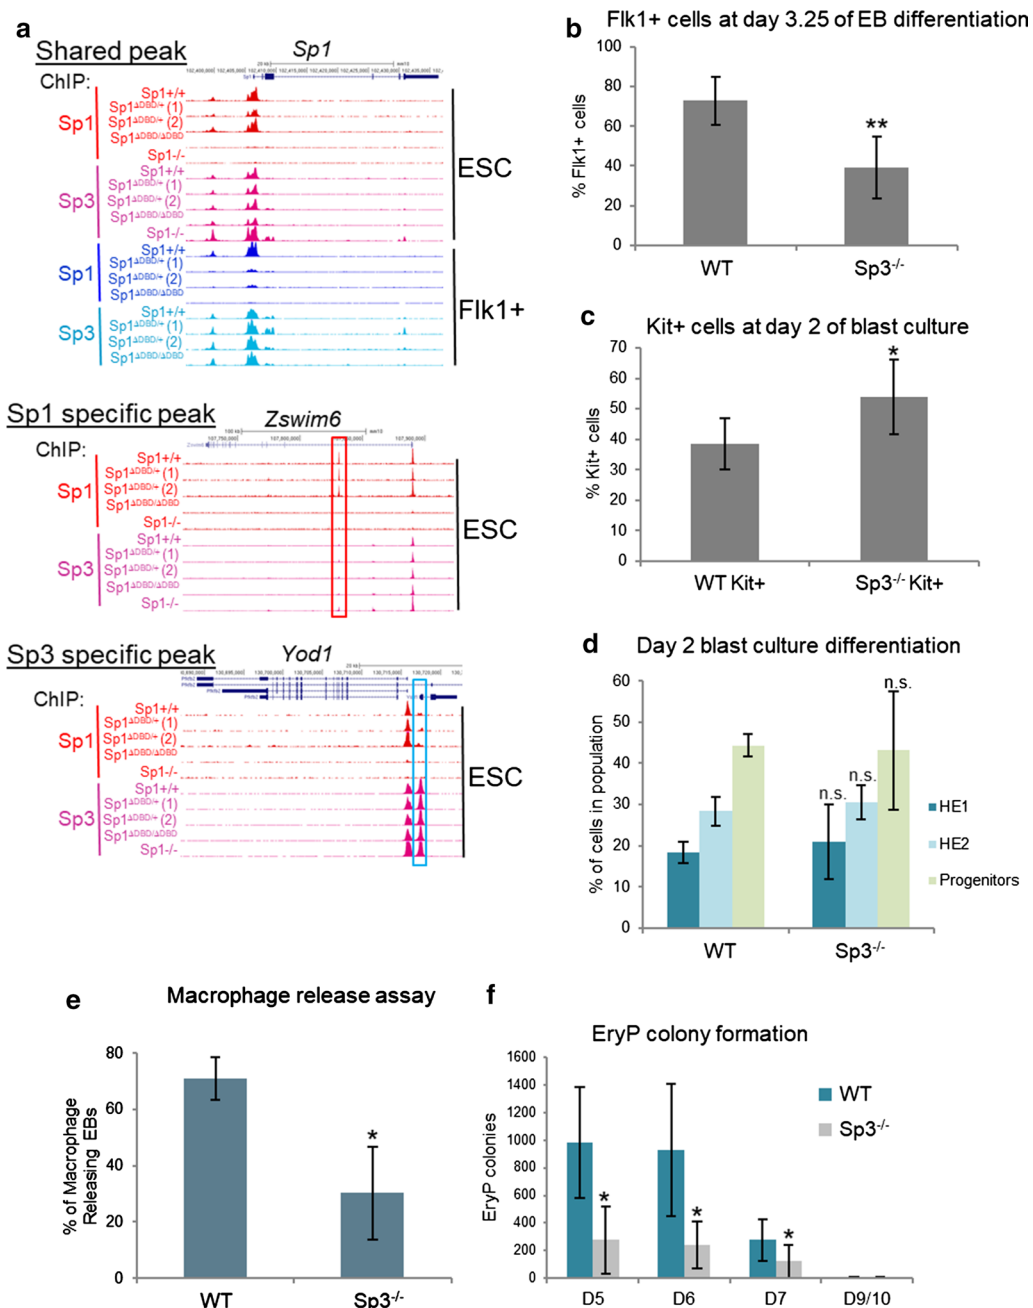 a
Shared peak
Sp1
20 kb
mm10
ChIP:
Sp1
Sp1+/+
Sp1ΔDBD/+ (1)
Sp1ΔDBD/+ (2)
Sp1ΔDBD/ΔDBD
Sp1-/-
Sp3
Sp1+/+
Sp1ΔDBD/+ (1)
Sp1ΔDBD/+ (2)
Sp1ΔDBD/ΔDBD
Sp1-/-
ESC
Sp1
Sp1+/+
Sp1ΔDBD/+ (1)
Sp1ΔDBD/+ (2)
Sp1ΔDBD/ΔDBD
Sp3
Sp1+/+
Sp1ΔDBD/+ (1)
Sp1ΔDBD/+ (2)
Sp1ΔDBD/ΔDBD
Flk1+
Sp1 specific peak
Zswim6
100 kb
mm10
ChIP:
Sp1
Sp1+/+
Sp1ΔDBD/+ (1)
Sp1ΔDBD/+ (2)
Sp1ΔDBD/ΔDBD
Sp1-/-
Sp3
Sp1+/+
Sp1ΔDBD/+ (1)
Sp1ΔDBD/+ (2)
Sp1ΔDBD/ΔDBD
Sp1-/-
ESC
Sp3 specific peak
Yod1
20 kb
ChIP:
Sp1
Sp1+/+
Sp1ΔDBD/+ (1)
Sp1ΔDBD/+ (2)
Sp1ΔDBD/ΔDBD
Sp1-/-
Sp3
Sp1+/+
Sp1ΔDBD/+ (1)
Sp1ΔDBD/+ (2)
Sp1ΔDBD/ΔDBD
Sp1-/-
ESC
b
Flk1+ cells at day 3.25 of EB differentiation
% Flk1+ cells
100
80
60
40
20
0
**
WT
Sp3-/-
c
Kit+ cells at day 2 of blast culture
% Kit+ cells
70
60
50
40
30
20
10
0
*
WT Kit+
Sp3-/- Kit+
d
Day 2 blast culture differentiation
% of cells in population
60
50
40
30
20
10
0
n.s.
n.s.
n.s.
WT
Sp3-/-
HE1
HE2
Progenitors
e
Macrophage release assay
% of Macrophage
Releasing EBs
80
60
40
20
0
*
WT
Sp3-/-
f
EryP colony formation
EryP colonies
1600
1400
1200
1000
800
600
400
200
0
*
*
*
WT
Sp3-/-
D5
D6
D7
D9/10